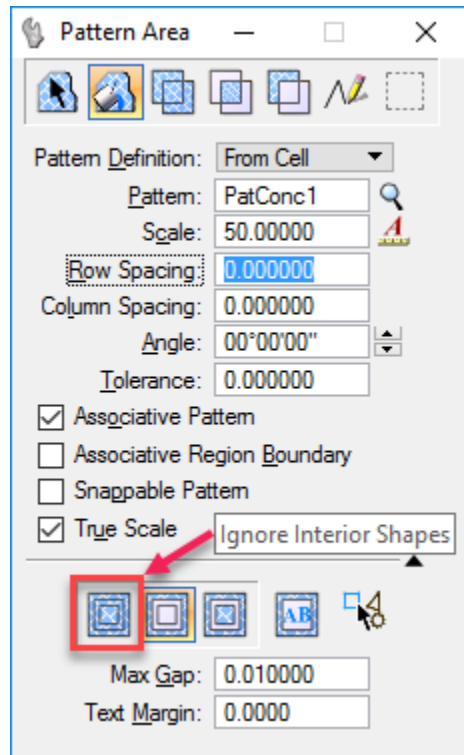 Pattern Area
Pattern Definition: From Cell
Pattern: PatConc1
Scale: 50.00000
Row Spacing: 0.000000
Column Spacing: 0.000000
Angle: 00°00'00"
Tolerance: 0.000000
Associative Pattern
Associative Region Boundary
Snappable Pattern
True Scale
Ignore Interior Shapes
AB
Max Gap: 0.010000
Text Margin: 0.0000